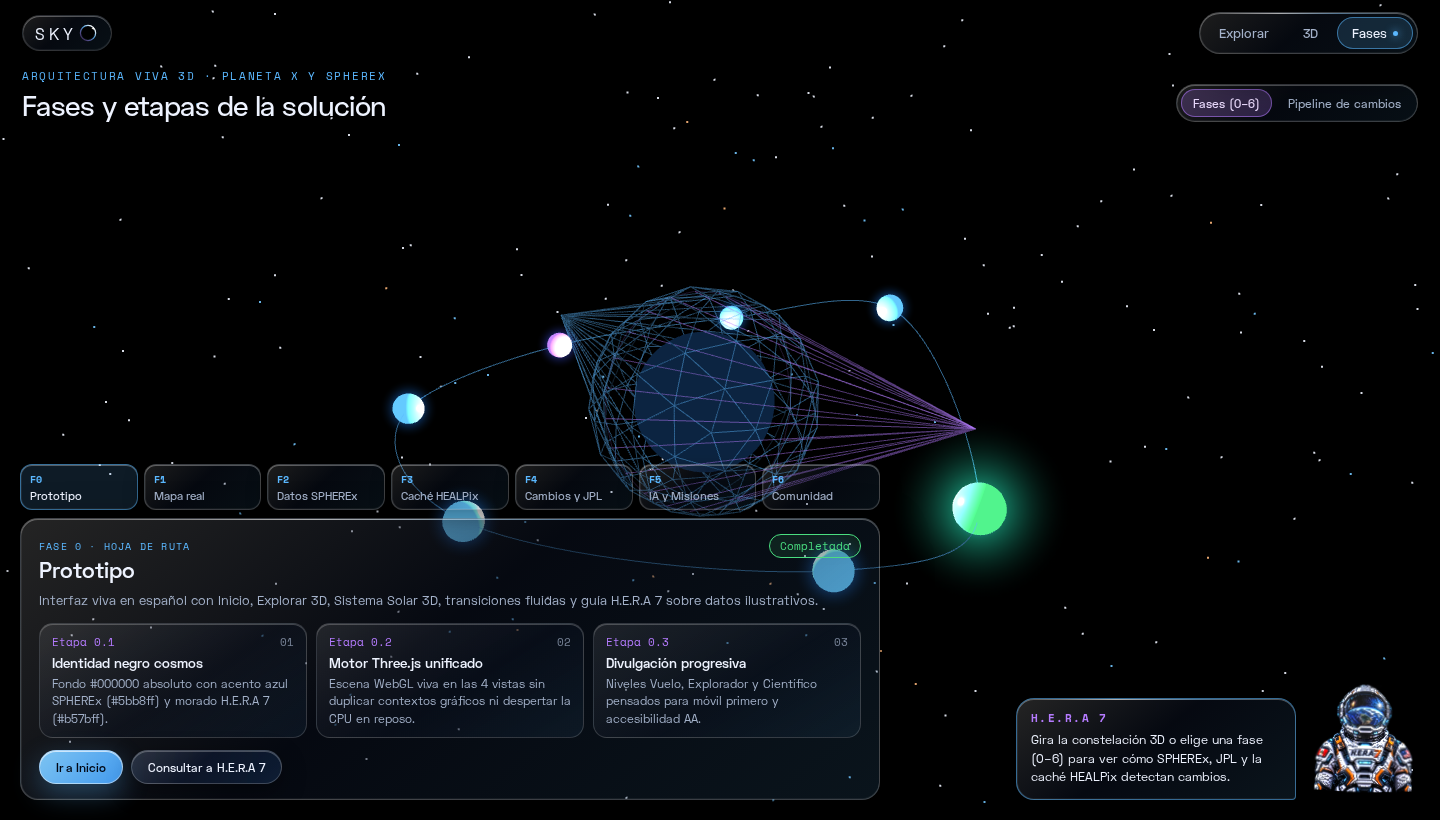 SKY
Explorar
3D
Fases
ARQUITECTURA VIVA 3D · PLANETA X Y SPHEREX
Fases y etapas de la solución
Fases (0–6)
Pipeline de cambios
F0
Prototipo
F1
Mapa real
F2
Datos SPHEREx
F3
Caché HEALPix
F4
Cambios y JPL
F5
IA y Misiones
F6
Comunidad
FASE 0 · HOJA DE RUTA
Completado
Prototipo
Interfaz viva en español con Inicio, Explorar 3D, Sistema Solar 3D, transiciones fluidas y guía H.E.R.A 7 sobre datos ilustrativos.
Etapa 0.1
01
Identidad negro cosmos
Fondo #000000 absoluto con acento azul
SPHEREx (#5bb8ff) y morado H.E.R.A 7
(#b57bff).
Etapa 0.2
02
Motor Three.js unificado
Escena WebGL viva en las 4 vistas sin
duplicar contextos gráficos ni despertar la
CPU en reposo.
Etapa 0.3
03
Divulgación progresiva
Niveles Vuelo, Explorador y Científico
pensados para móvil primero y
accesibilidad AA.
Ir a Inicio
Consultar a H.E.R.A 7
H.E.R.A 7
Gira la constelación 3D o elige una fase
(0–6) para ver cómo SPHEREx, JPL y la
caché HEALPix detectan cambios.
HERA